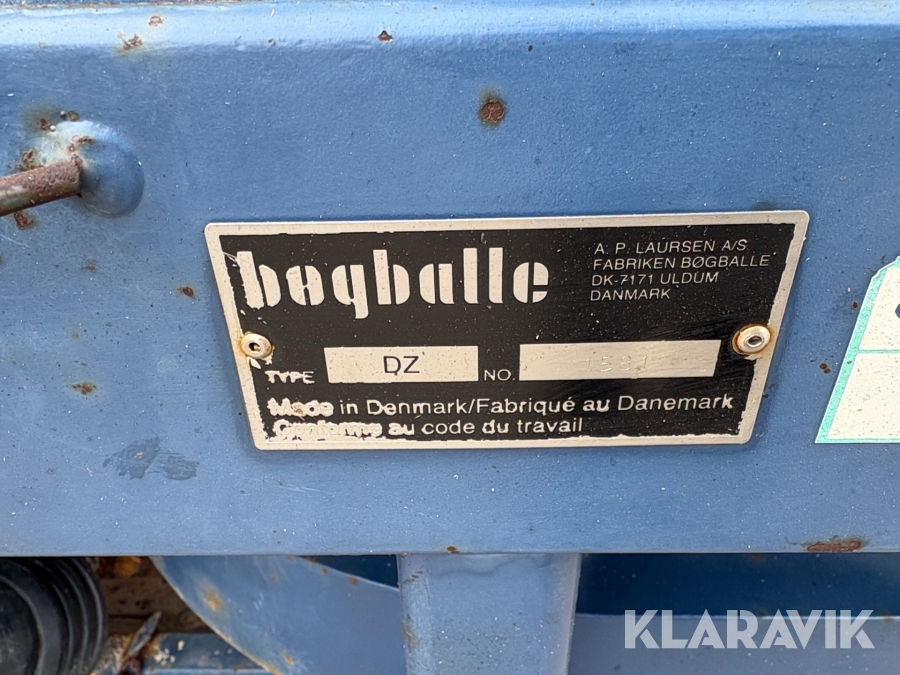 bøgballe
A. P. LAURSEN A/S
FABRIKEN BØGBALLE
DK-7171 ULDUM
DANMARK
TYPE DZ NO.
Made in Denmark/Fabriqué au Danemark
Conforme au code du travail
KLARAVIK